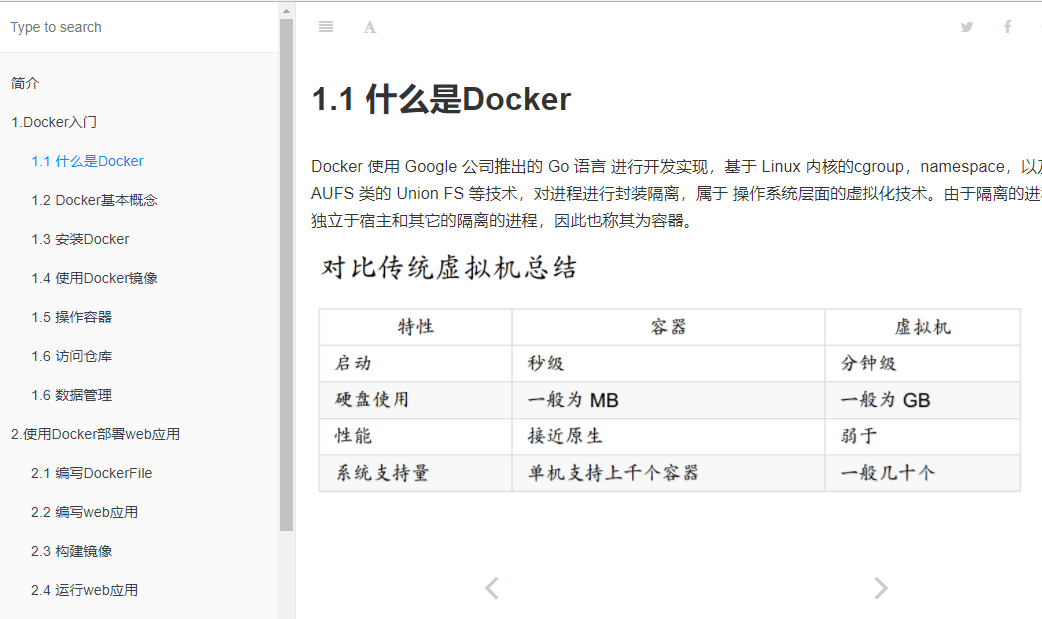 Type to search
简介
1.Docker入门
1.1 什么是Docker
1.2 Docker基本概念
1.3 安装Docker
1.4 使用Docker镜像
1.5 操作容器
1.6 访问仓库
1.6 数据管理
2.使用Docker部署web应用
2.1 编写DockerFile
2.2 编写web应用
2.3 构建镜像
2.4 运行web应用
A
1.1 什么是Docker
Docker 使用 Google 公司推出的 Go 语言 进行开发实现，基于 Linux 内核的cgroup，namespace，以及
AUFS 类的 Union FS 等技术，对进程进行封装隔离，属于 操作系统层面的虚拟化技术。由于隔离的进
独立于宿主和其它的隔离的进程，因此也称其为容器。
对比传统虚拟机总结
特性 容器 虚拟机
启动 秒级 分钟级
硬盘使用 一般为 MB 一般为 GB
性能 接近原生 弱于
系统支持量 单机支持上千个容器 一般几十个